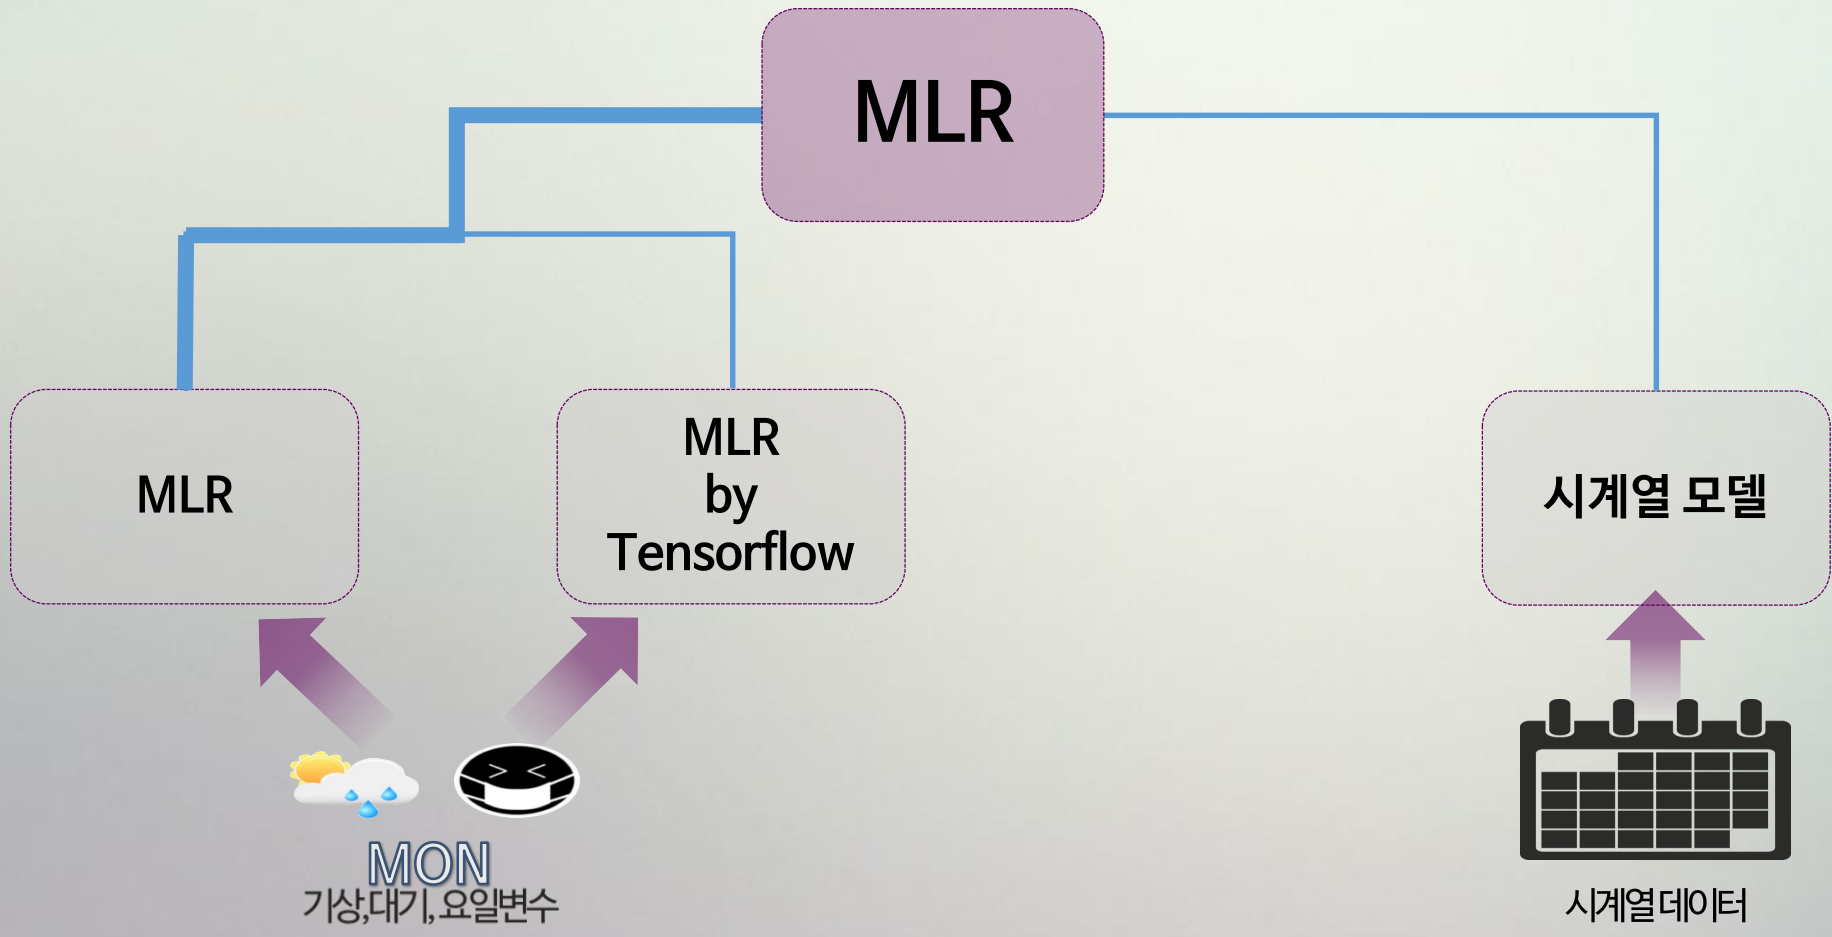 MLR
MLR
MLR
by
Tensorflow
시계열 모델
MON
기상,대기, 요일변수
시계열데이터